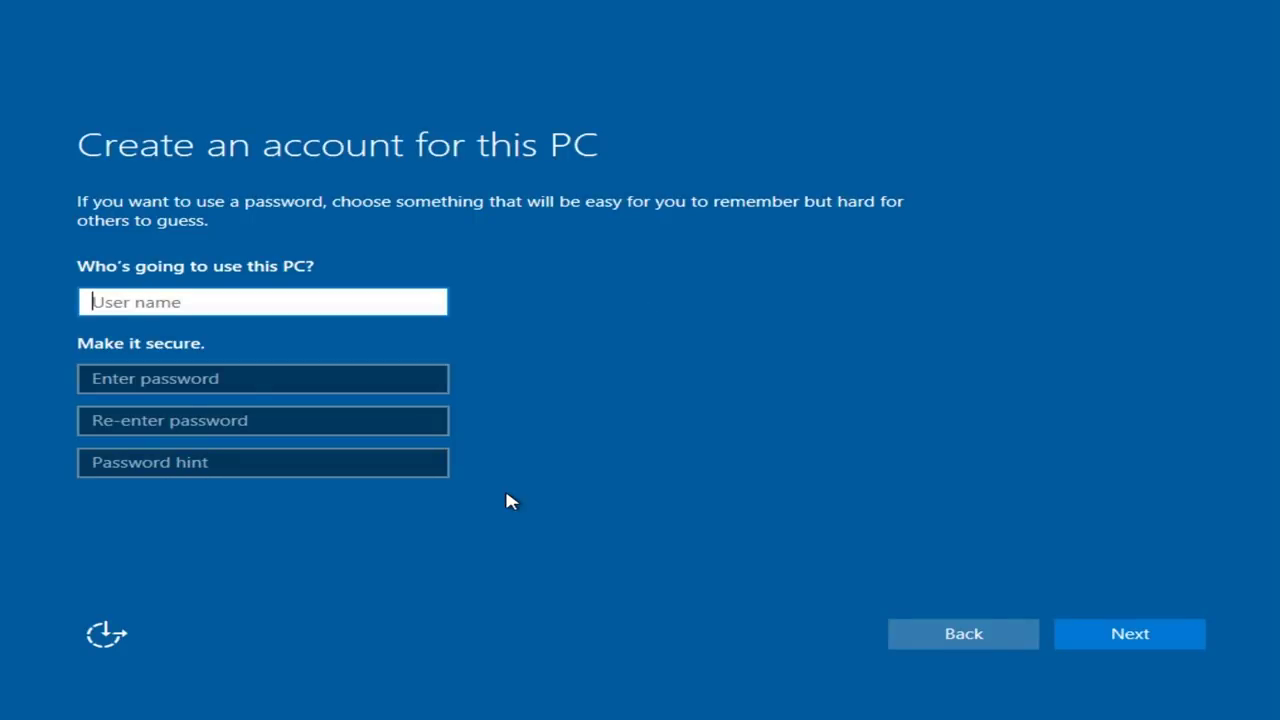 Create an account for this PC
If you want to use a password, choose something that will be easy for you to remember but hard for
others to guess.
Who's going to use this PC?
User name
Make it secure.
Enter password
Re-enter password
Password hint
Back
Next